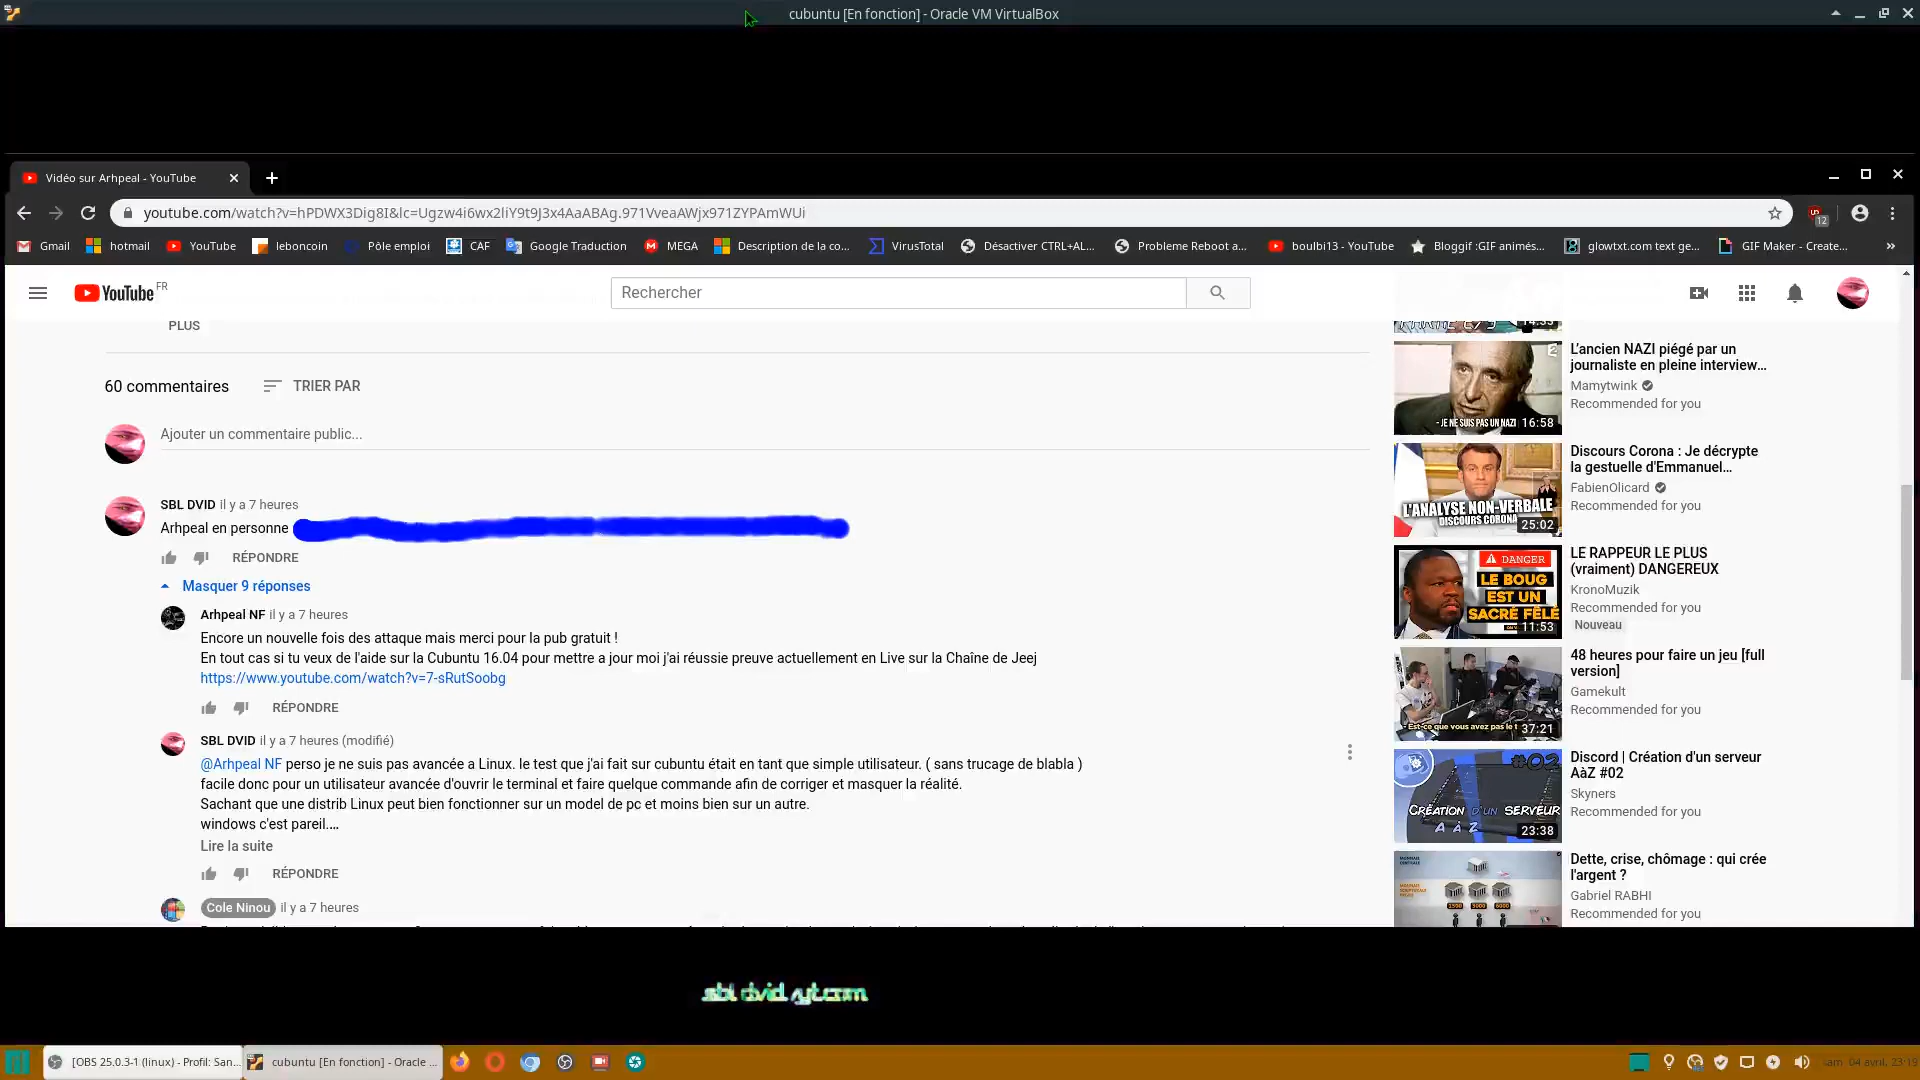 cubuntu [En fonction] - Oracle VM VirtualBox
Vidéo sur Arhpeal - YouTube
youtube.com/watch?v=hPDWX3Dig8I&lc=Ugzw4i6wx2liY9t9J3x4AaABAg.971VveaAWjx971ZYPAmWUi
12
Gmail hotmail YouTube leboncoin Pôle emploi CAF Google Traduction MEGA Description de la co... VirusTotal Désactiver CTRL+AL... Probleme Reboot a... boulbi13 - YouTube Bloggif :GIF animés... glowtxt.com text ge... GIF Maker - Create... »
YouTube FR
Rechercher
PLUS
60 commentaires TRIER PAR
Ajouter un commentaire public...
SBL DVID il y a 7 heures
Arhpeal en personne
RÉPONDRE
Masquer 9 réponses
Arhpeal NF il y a 7 heures
Encore un nouvelle fois des attaque mais merci pour la pub gratuit !
En tout cas si tu veux de l'aide sur la Cubuntu 16.04 pour mettre a jour moi j'ai réussie preuve actuellement en Live sur la Chaîne de Jeej
https://www.youtube.com/watch?v=7-sRutSoobg
RÉPONDRE
SBL DVID il y a 7 heures (modifié)
@Arhpeal NF perso je ne suis pas avancée a Linux. le test que j'ai fait sur cubuntu était en tant que simple utilisateur. ( sans trucage de blabla )
facile donc pour un utilisateur avancée d'ouvrir le terminal et faire quelque commande afin de corriger et masquer la réalité.
Sachant que une distrib Linux peut bien fonctionner sur un model de pc et moins bien sur un autre.
windows c'est pareil....
Lire la suite
RÉPONDRE
Cole Ninou il y a 7 heures
14:33
L'ancien NAZI piégé par un
journaliste en pleine interview...
Mamytwink
Recommended for you
- JE NE SUIS PAS UN NAZI 16:58
Discours Corona : Je décrypte
la gestuelle d'Emmanuel...
FabienOlicard
Recommended for you
L'ANALYSE NON-VERBALE
DISCOURS CORONA 25:02
LE RAPPEUR LE PLUS
(vraiment) DANGEREUX
KronoMuzik
Recommended for you
Nouveau
DANGER
LE BOUG
EST UN
SACRÉ FÊLÉ
11:53
48 heures pour faire un jeu [full
version]
Gamekult
Recommended for you
- Est-ce que vous avez pas le t
37:21
Discord | Création d'un serveur
AàZ #02
Skyners
Recommended for you
#02
CRÉATION D'UN SERVEUR
A à Z 23:38
Dette, crise, chômage : qui crée
l'argent ?
Gabriel RABHI
Recommended for you
sbl dvid yt.com
[OBS 25.0.3-1 (linux) - Profil: San... cubuntu [En fonction] - Oracle ... sam. 04 avril, 23:19